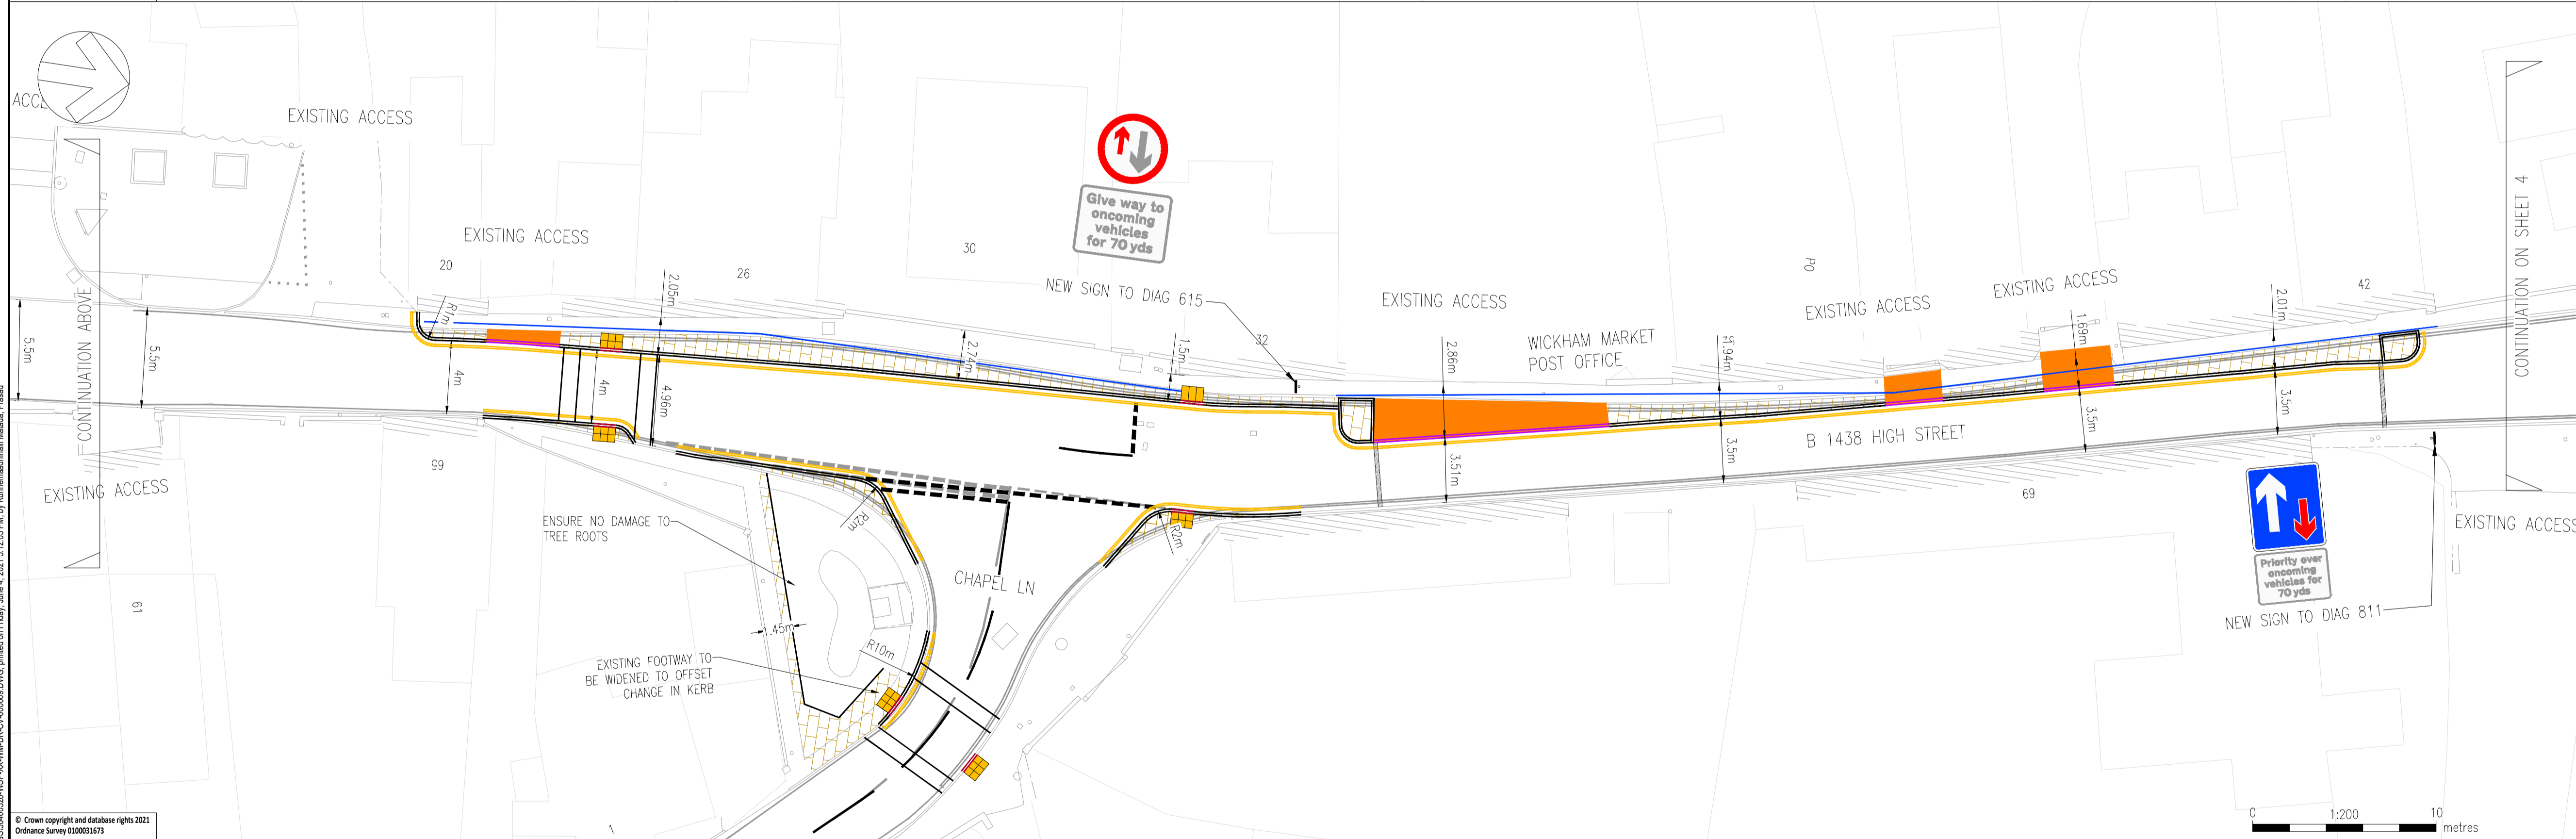 ACCE
EXISTING ACCESS
EXISTING ACCESS
20
26
30
Give way to
oncoming
vehicles
for 70 yds
NEW SIGN TO DIAG 615
32
EXISTING ACCESS
WICKHAM MARKET
POST OFFICE
PO
EXISTING ACCESS
EXISTING ACCESS
42
CONTINUATION ON SHEET 4
CONTINUATION ABOVE
5.5m
5.5m
R1m
4m
4m
2.05m
4.96m
2.74m
1.5m
2.86m
3.51m
1.94m
3.5m
1.69m
3.5m
2.01m
3.5m
B 1438 HIGH STREET
EXISTING ACCESS
65
61
ENSURE NO DAMAGE TO
TREE ROOTS
R2m
R2m
CHAPEL LN
1.45m
R10m
EXISTING FOOTWAY TO
BE WIDENED TO OFFSET
CHANGE IN KERB
1
69
Priority over
oncoming
vehicles for
70 yds
NEW SIGN TO DIAG 811
EXISTING ACCESS
© Crown copyright and database rights 2021
Ordnance Survey 0100031673
0 1:200 10
metres